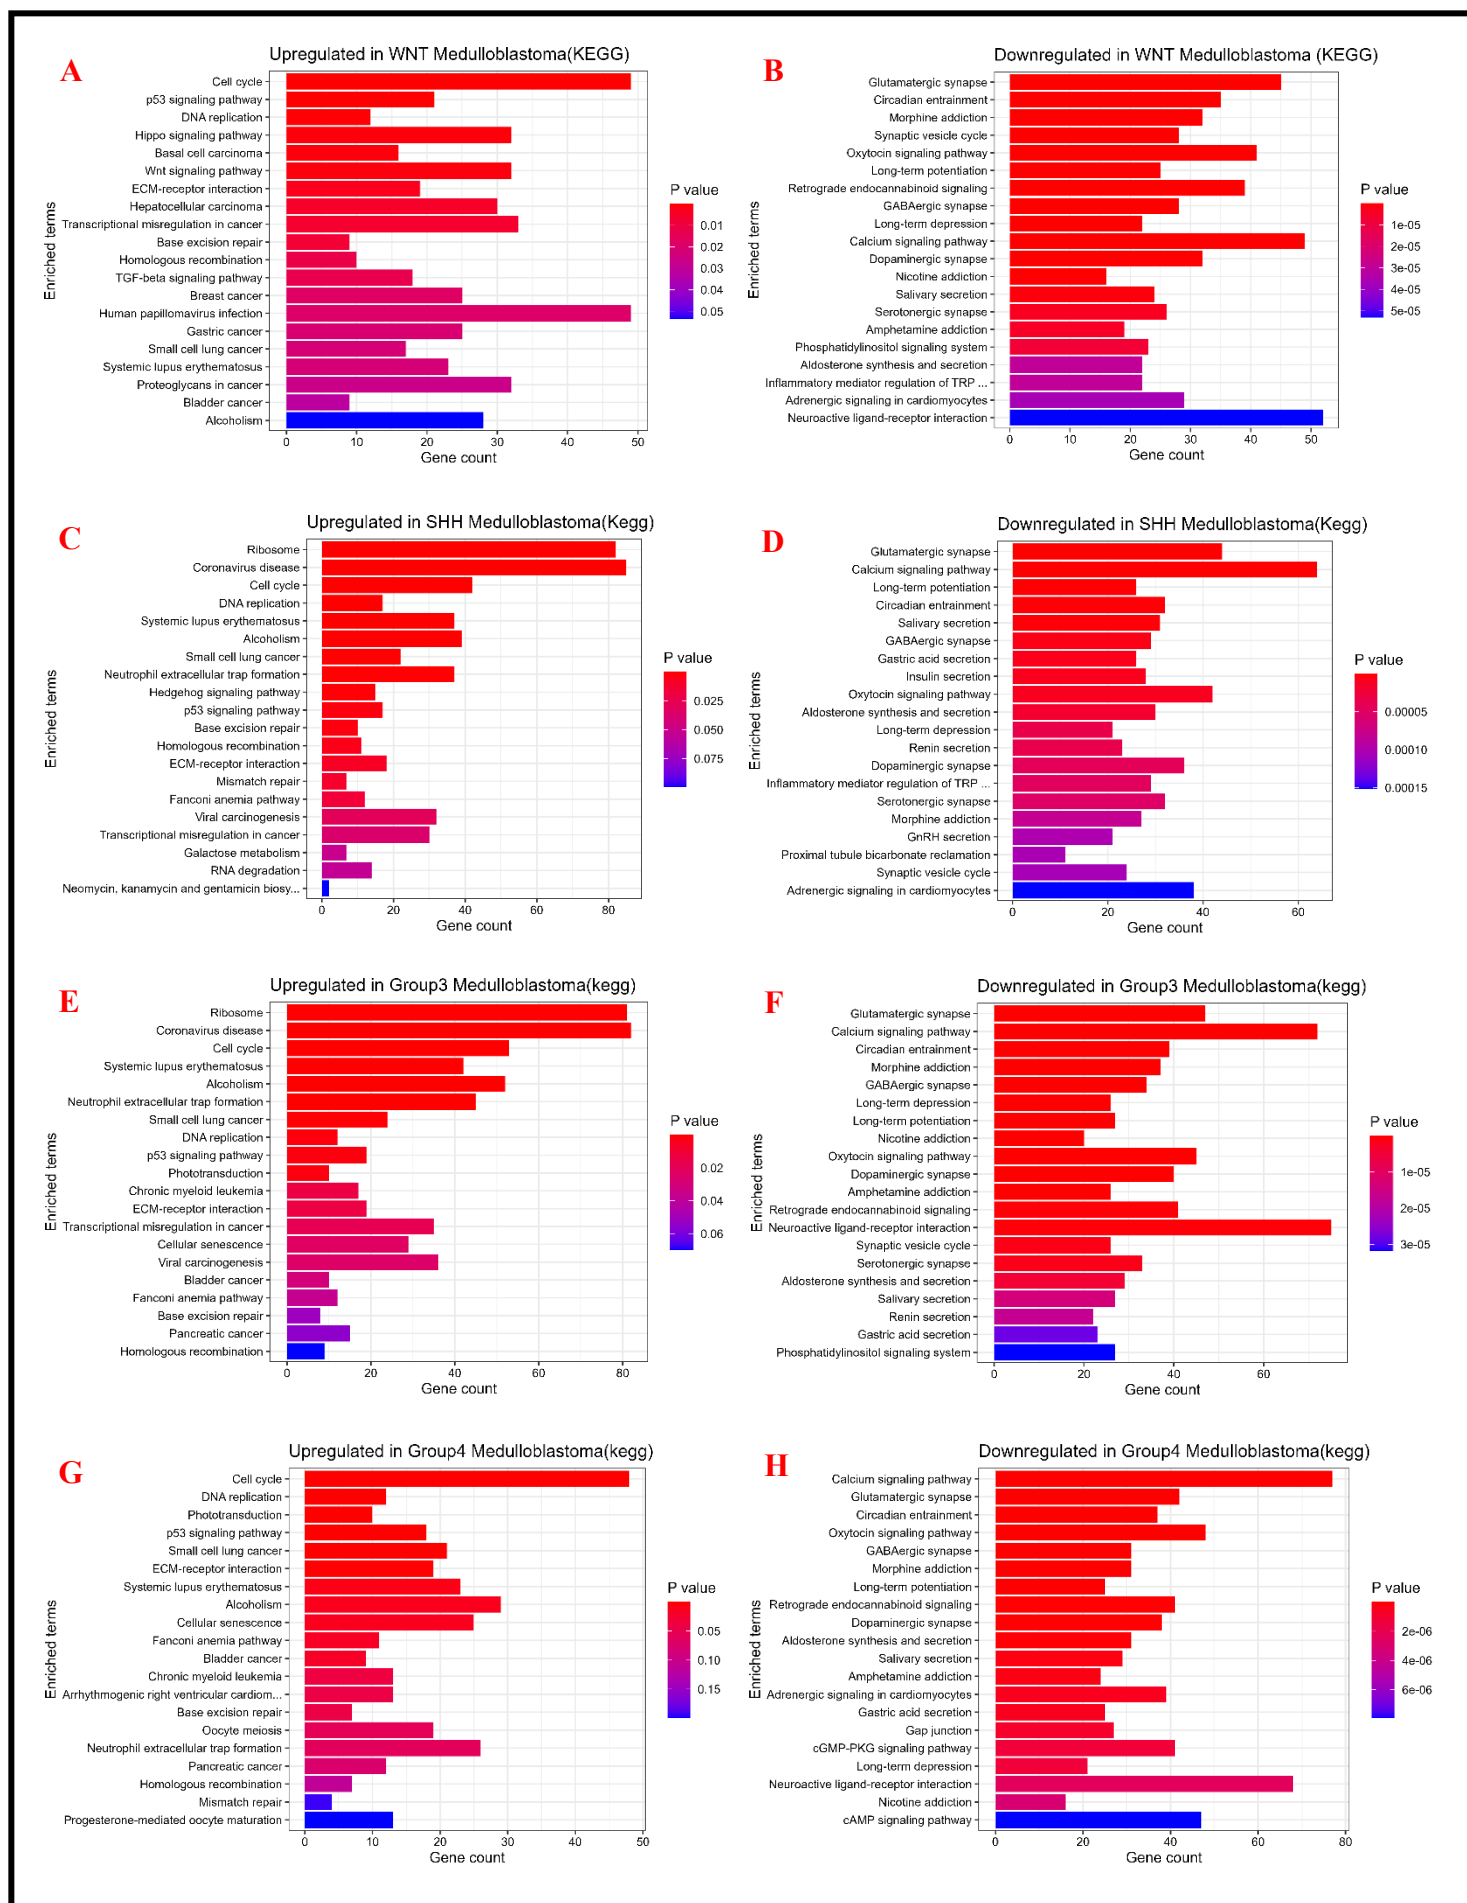 A
Upregulated in WNT Medulloblastoma(KEGG)
Enriched terms
Cell cycle
p53 signaling pathway
DNA replication
Hippo signaling pathway
Basal cell carcinoma
Wnt signaling pathway
ECM-receptor interaction
Hepatocellular carcinoma
Transcriptional misregulation in cancer
Base excision repair
Homologous recombination
TGF-beta signaling pathway
Breast cancer
Human papillomavirus infection
Gastric cancer
Small cell lung cancer
Systemic lupus erythematosus
Proteoglycans in cancer
Bladder cancer
Alcoholism
0 10 20 30 40 50
Gene count
P value
0.01
0.02
0.03
0.04
0.05
B
Downregulated in WNT Medulloblastoma (KEGG)
Enriched terms
Glutamatergic synapse
Circadian entrainment
Morphine addiction
Synaptic vesicle cycle
Oxytocin signaling pathway
Long-term potentiation
Retrograde endocannabinoid signaling
GABAergic synapse
Long-term depression
Calcium signaling pathway
Dopaminergic synapse
Nicotine addiction
Salivary secretion
Serotonergic synapse
Amphetamine addiction
Phosphatidylinositol signaling system
Aldosterone synthesis and secretion
Inflammatory mediator regulation of TRP ...
Adrenergic signaling in cardiomyocytes
Neuroactive ligand-receptor interaction
0 10 20 30 40 50
Gene count
P value
1e-05
2e-05
3e-05
4e-05
5e-05
C
Upregulated in SHH Medulloblastoma(Kegg)
Enriched terms
Ribosome
Coronavirus disease
Cell cycle
DNA replication
Systemic lupus erythematosus
Alcoholism
Small cell lung cancer
Neutrophil extracellular trap formation
Hedgehog signaling pathway
p53 signaling pathway
Base excision repair
Homologous recombination
ECM-receptor interaction
Mismatch repair
Fanconi anemia pathway
Viral carcinogenesis
Transcriptional misregulation in cancer
Galactose metabolism
RNA degradation
Neomycin, kanamycin and gentamicin biosy...
0 20 40 60 80
Gene count
P value
0.025
0.050
0.075
D
Downregulated in SHH Medulloblastoma(Kegg)
Enriched terms
Glutamatergic synapse
Calcium signaling pathway
Long-term potentiation
Circadian entrainment
Salivary secretion
GABAergic synapse
Gastric acid secretion
Insulin secretion
Oxytocin signaling pathway
Aldosterone synthesis and secretion
Long-term depression
Renin secretion
Dopaminergic synapse
Inflammatory mediator regulation of TRP ...
Serotonergic synapse
Morphine addiction
GnRH secretion
Proximal tubule bicarbonate reclamation
Synaptic vesicle cycle
Adrenergic signaling in cardiomyocytes
0 20 40 60
Gene count
P value
0.00005
0.00010
0.00015
E
Upregulated in Group3 Medulloblastoma(kegg)
Enriched terms
Ribosome
Coronavirus disease
Cell cycle
Systemic lupus erythematosus
Alcoholism
Neutrophil extracellular trap formation
Small cell lung cancer
DNA replication
p53 signaling pathway
Phototransduction
Chronic myeloid leukemia
ECM-receptor interaction
Transcriptional misregulation in cancer
Cellular senescence
Viral carcinogenesis
Bladder cancer
Fanconi anemia pathway
Base excision repair
Pancreatic cancer
Homologous recombination
0 20 40 60 80
Gene count
P value
0.02
0.04
0.06
F
Downregulated in Group3 Medulloblastoma(kegg)
Enriched terms
Glutamatergic synapse
Calcium signaling pathway
Circadian entrainment
Morphine addiction
GABAergic synapse
Long-term depression
Long-term potentiation
Nicotine addiction
Oxytocin signaling pathway
Dopaminergic synapse
Amphetamine addiction
Retrograde endocannabinoid signaling
Neuroactive ligand-receptor interaction
Synaptic vesicle cycle
Serotonergic synapse
Aldosterone synthesis and secretion
Salivary secretion
Renin secretion
Gastric acid secretion
Phosphatidylinositol signaling system
0 20 40 60
Gene count
P value
1e-05
2e-05
3e-05
G
Upregulated in Group4 Medulloblastoma(kegg)
Enriched terms
Cell cycle
DNA replication
Phototransduction
p53 signaling pathway
Small cell lung cancer
ECM-receptor interaction
Systemic lupus erythematosus
Alcoholism
Cellular senescence
Fanconi anemia pathway
Bladder cancer
Chronic myeloid leukemia
Arrhythmogenic right ventricular cardiom...
Base excision repair
Oocyte meiosis
Neutrophil extracellular trap formation
Pancreatic cancer
Homologous recombination
Mismatch repair
Progesterone-mediated oocyte maturation
0 10 20 30 40 50
Gene count
P value
0.05
0.10
0.15
H
Downregulated in Group4 Medulloblastoma(kegg)
Enriched terms
Calcium signaling pathway
Glutamatergic synapse
Circadian entrainment
Oxytocin signaling pathway
GABAergic synapse
Morphine addiction
Long-term potentiation
Retrograde endocannabinoid signaling
Dopaminergic synapse
Aldosterone synthesis and secretion
Salivary secretion
Amphetamine addiction
Adrenergic signaling in cardiomyocytes
Gastric acid secretion
Gap junction
cGMP-PKG signaling pathway
Long-term depression
Neuroactive ligand-receptor interaction
Nicotine addiction
cAMP signaling pathway
0 20 40 60 80
Gene count
P value
2e-06
4e-06
6e-06